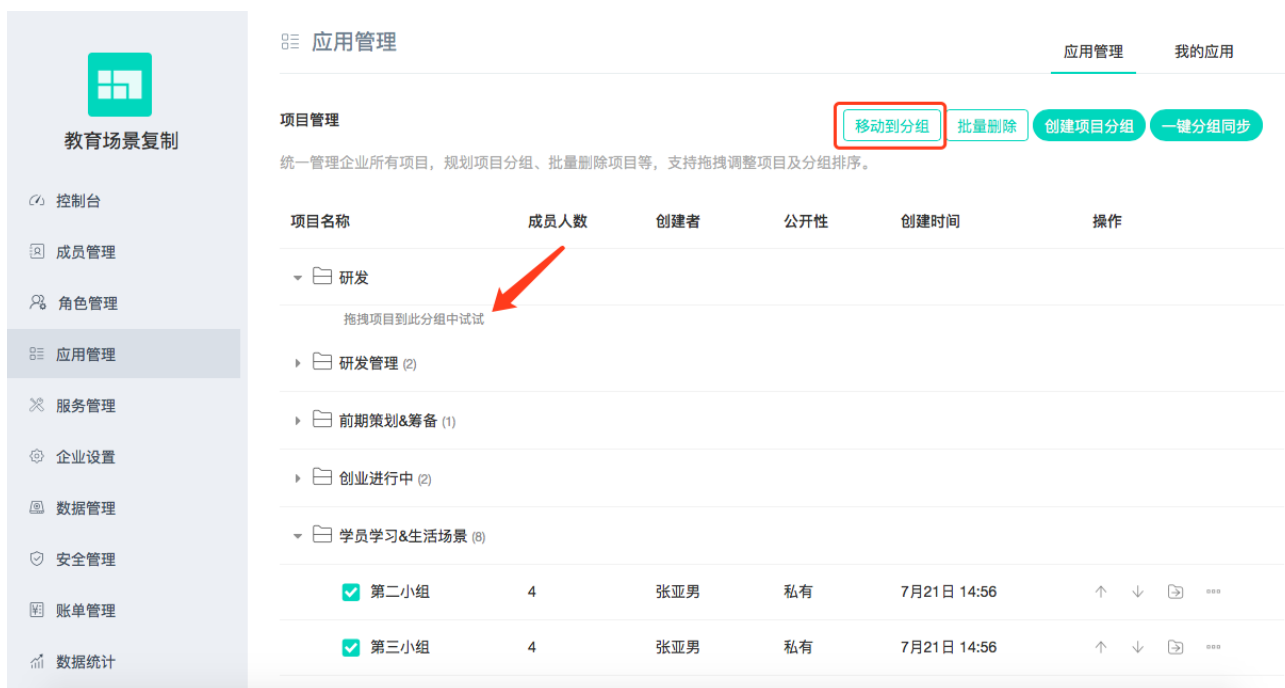 应用管理
应用管理 我的应用
教育场景复制
控制台
成员管理
角色管理
应用管理
服务管理
企业设置
数据管理
安全管理
账单管理
数据统计
项目管理
移动到分组 批量删除 创建项目分组 一键分组同步
统一管理企业所有项目，规划项目分组、批量删除项目等，支持拖拽调整项目及分组排序。
项目名称 成员人数 创建者 公开性 创建时间 操作
研发
拖拽项目到此分组中试试
研发管理 (2)
前期策划&筹备 (1)
创业进行中 (2)
学员学习&生活场景 (8)
第二小组 4 张亚男 私有 7月21日 14:56
第三小组 4 张亚男 私有 7月21日 14:56